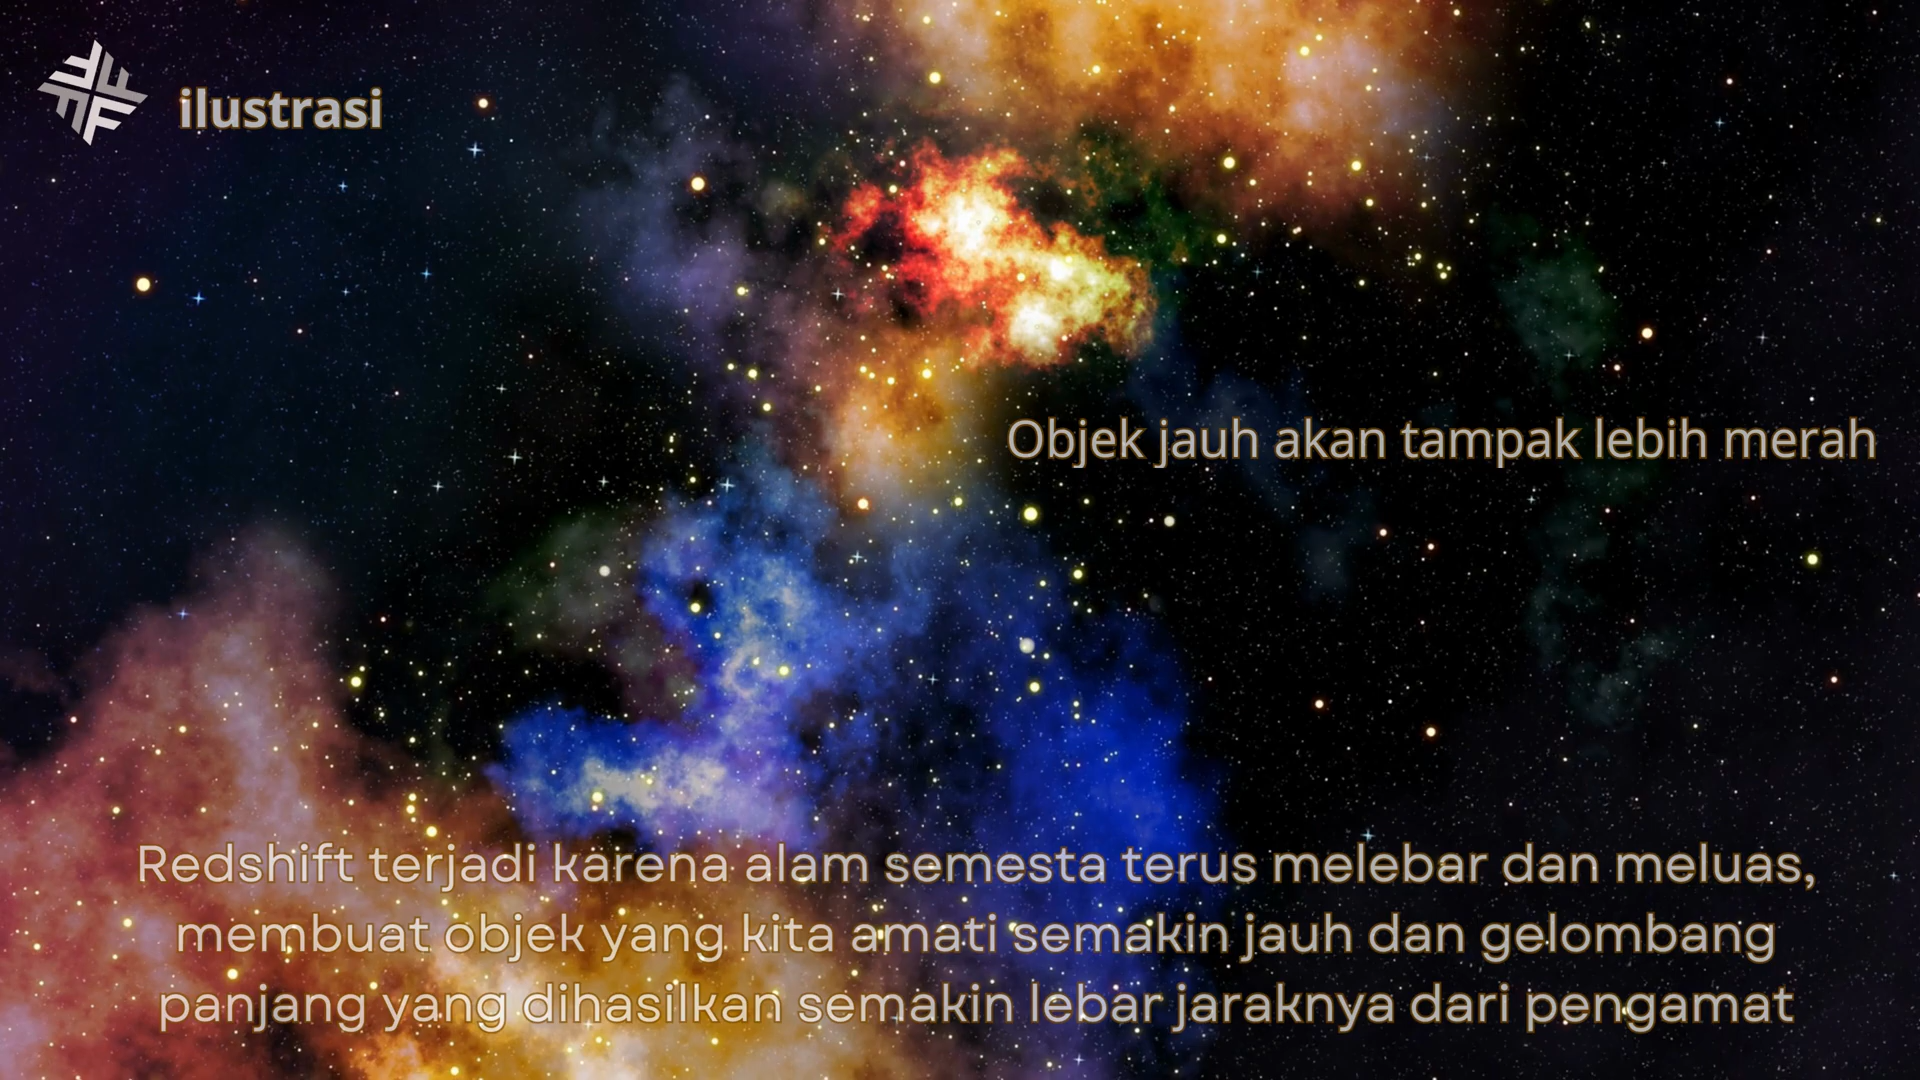 ilustrasi
Objek jauh akan tampak lebih merah
Redshift terjadi karena alam semesta terus melebar dan meluas,
membuat objek yang kita amati semakin jauh dan gelombang
panjang yang dihasilkan semakin lebar jaraknya dari pengamat